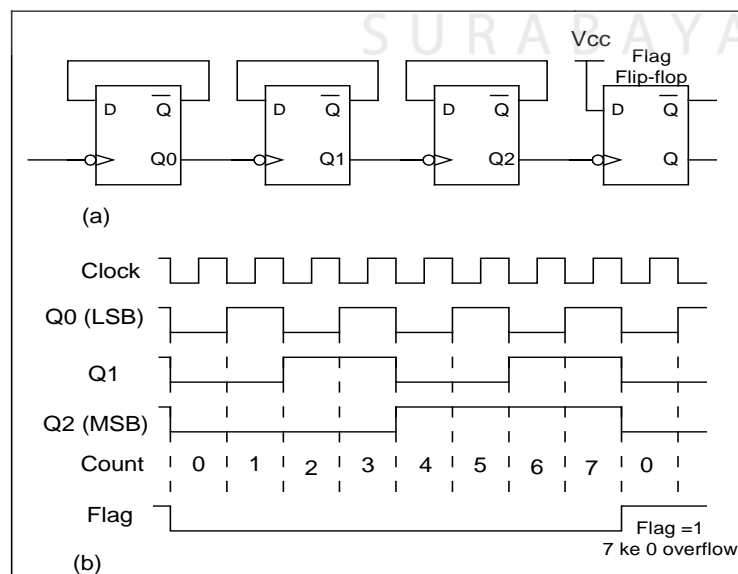 SURABAYA
Vcc
Flag
Flip-flop
D Q
Q0
D Q
Q1
D Q
Q2
D Q
Q
(a)
Clock
Q0 (LSB)
Q1
Q2 (MSB)
Count 0 1 2 3 4 5 6 7 0
Flag
Flag =1
7 ke 0 overflow
(b)